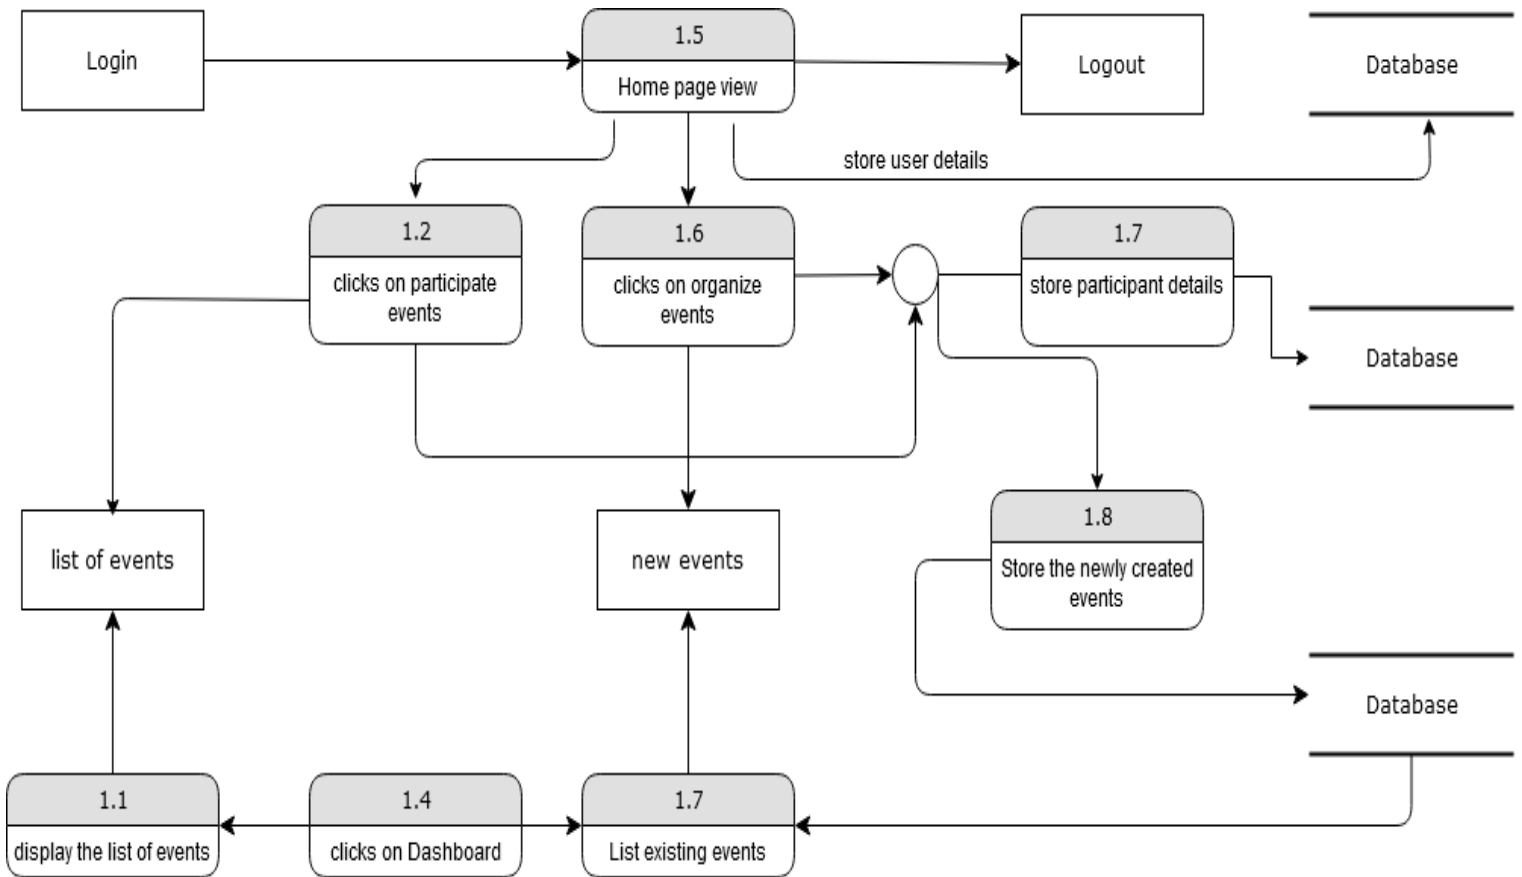 Login
1.5
Home page view
Logout
Database
store user details
1.2
clicks on participate
events
1.6
clicks on organize
events
1.7
store participant details
Database
list of events
new events
1.8
Store the newly created
events
Database
1.1
display the list of events
1.4
clicks on Dashboard
1.7
List existing events